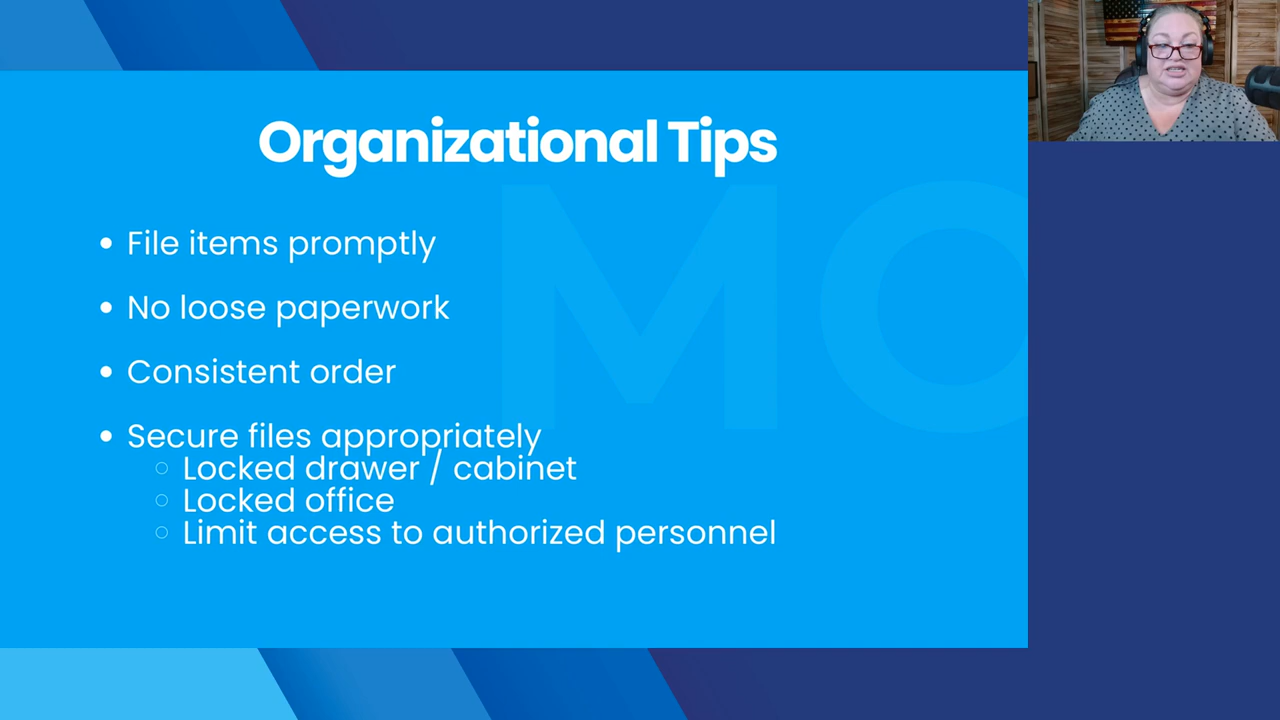 Organizational Tips
MO
• File items promptly
• No loose paperwork
• Consistent order
• Secure files appropriately
○ Locked drawer / cabinet
○ Locked office
○ Limit access to authorized personnel